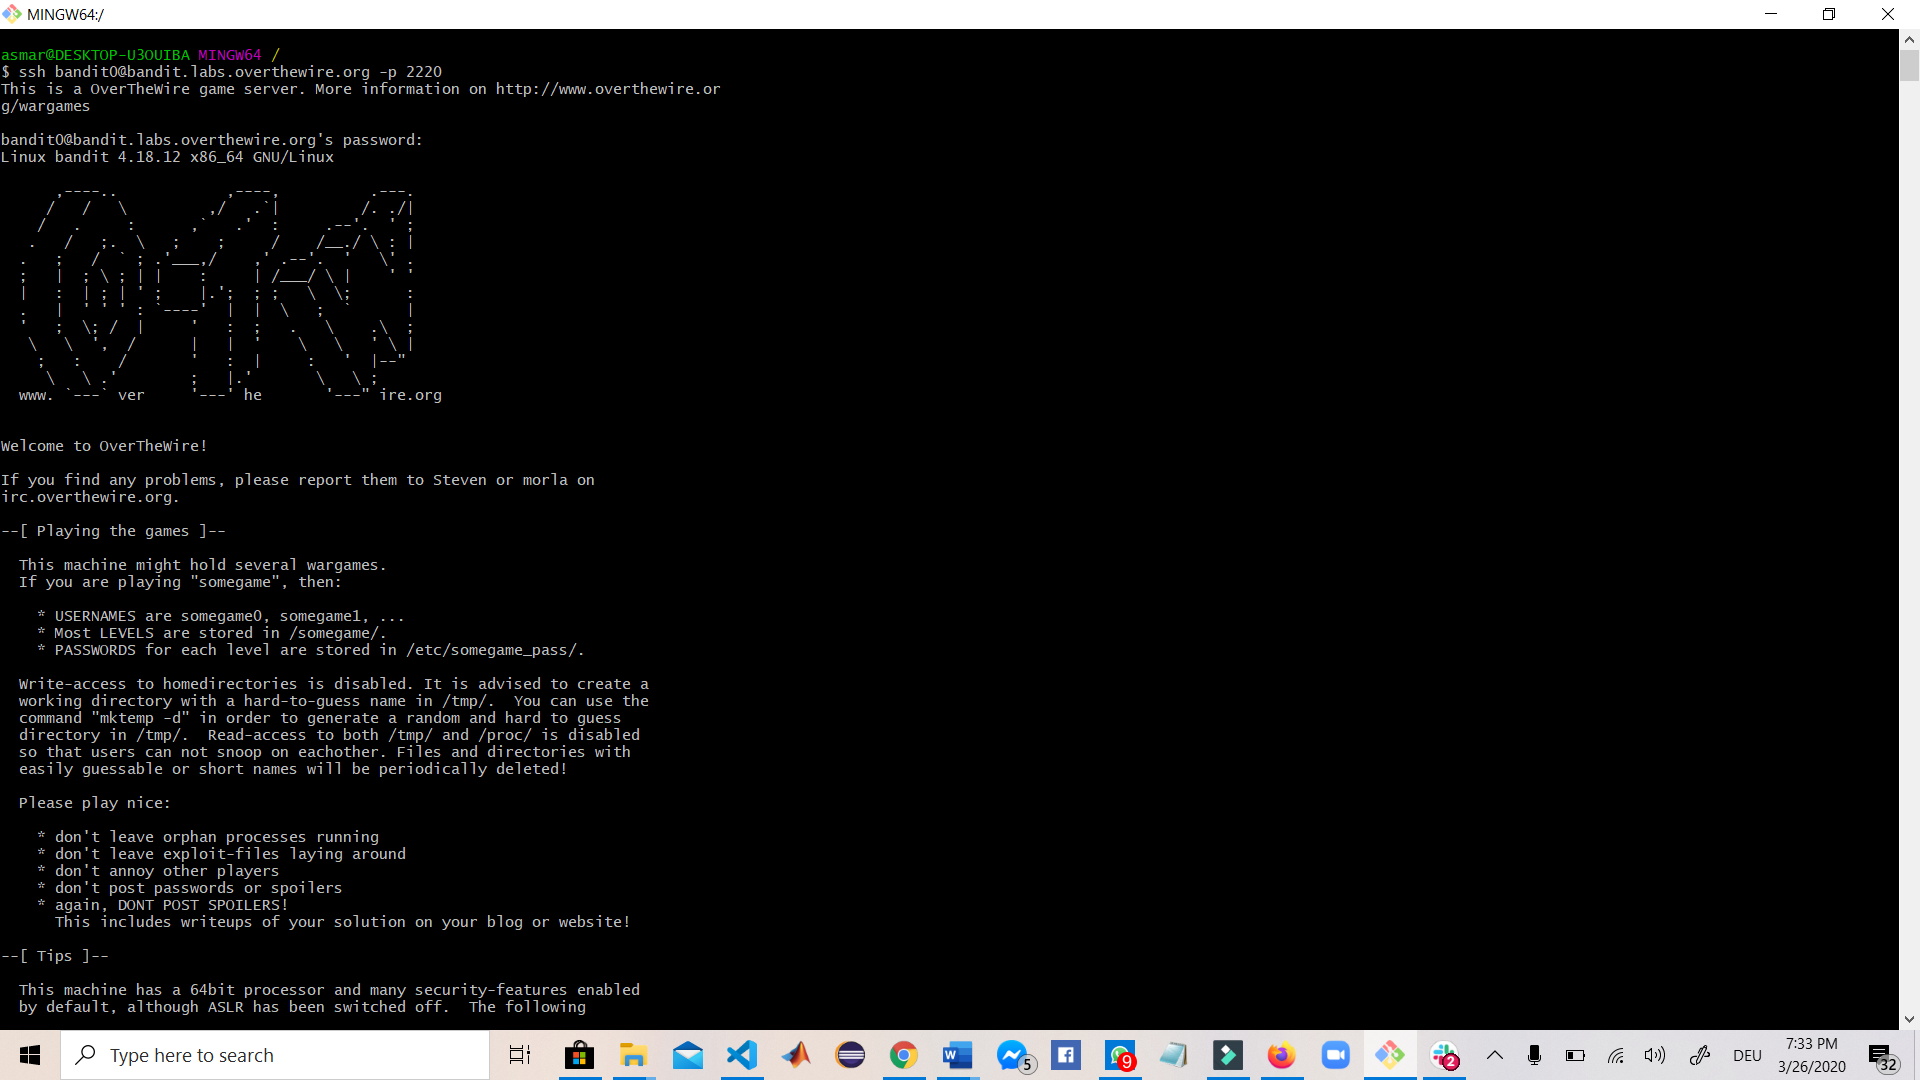 MINGW64:/
asmar@DESKTOP-U3OUIBA MINGW64 /
$ ssh bandit0@bandit.labs.overthewire.org -p 2220
This is a OverTheWire game server. More information on http://www.overthewire.or
g/wargames
bandit0@bandit.labs.overthewire.org's password:
Linux bandit 4.18.12 x86_64 GNU/Linux
www. `---` ver '---' he '---" ire.org
Welcome to OverTheWire!
If you find any problems, please report them to Steven or morla on
irc.overthewire.org.
--[ Playing the games ]--
This machine might hold several wargames.
If you are playing "somegame", then:
* USERNAMES are somegame0, somegame1, ...
* Most LEVELS are stored in /somegame/.
* PASSWORDS for each level are stored in /etc/somegame_pass/.
Write-access to homedirectories is disabled. It is advised to create a
working directory with a hard-to-guess name in /tmp/.  You can use the
command "mktemp -d" in order to generate a random and hard to guess
directory in /tmp/.  Read-access to both /tmp/ and /proc/ is disabled
so that users can not snoop on eachother. Files and directories with
easily guessable or short names will be periodically deleted!
Please play nice:
* don't leave orphan processes running
* don't leave exploit-files laying around
* don't annoy other players
* don't post passwords or spoilers
* again, DONT POST SPOILERS!
This includes writeups of your solution on your blog or website!
--[ Tips ]--
This machine has a 64bit processor and many security-features enabled
by default, although ASLR has been switched off.  The following
Type here to search
5
9
2
DEU
7:33 PM
3/26/2020
32